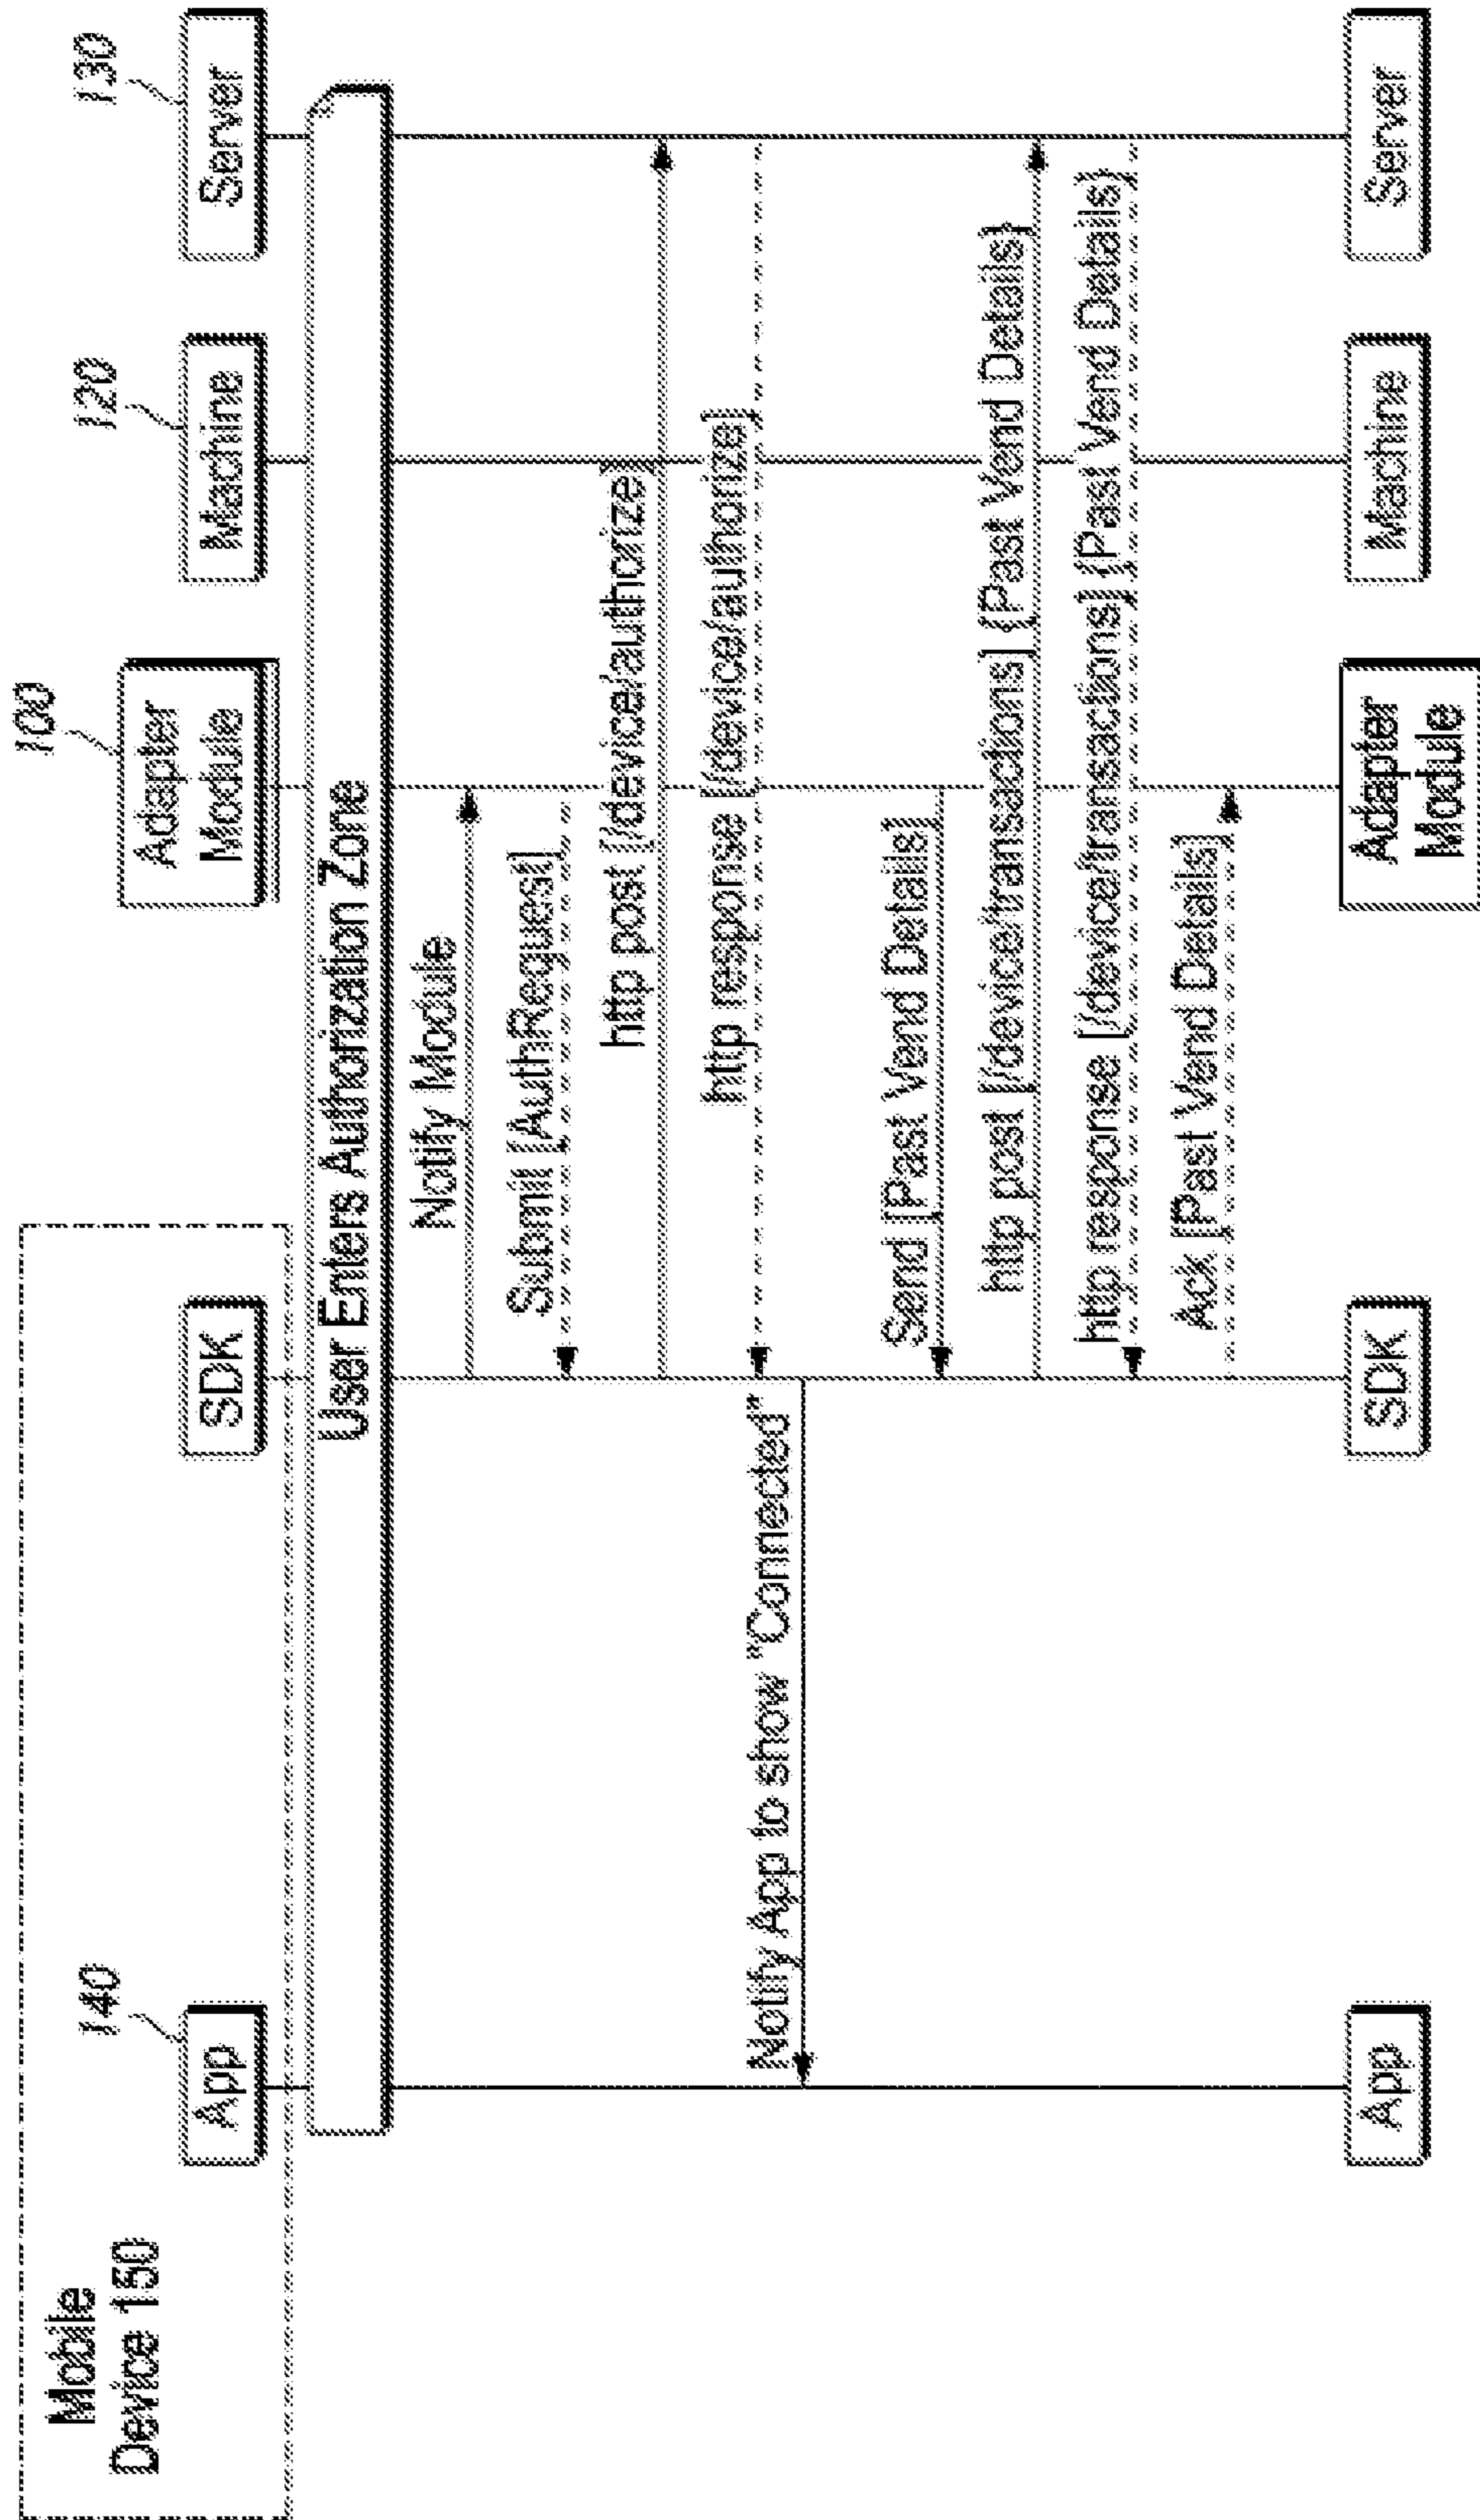 Mobile
Device 150
140
App
SDK
100
Adapter
Module
120
Machine
130
Server
User Enters Authorization Zone
Notify Module
Submit [AuthRequest]
http post [/device/authorize]
http response [/device/authorize]
Notify App to show "Connected"
Send [Past Vend Details]
http post [/device/transactions] {Past Vend Details}
http response [/device/transactions] {Past Vend Details}
Ack [Past Vend Details]
App
SDK
Adapter
Module
Machine
Server